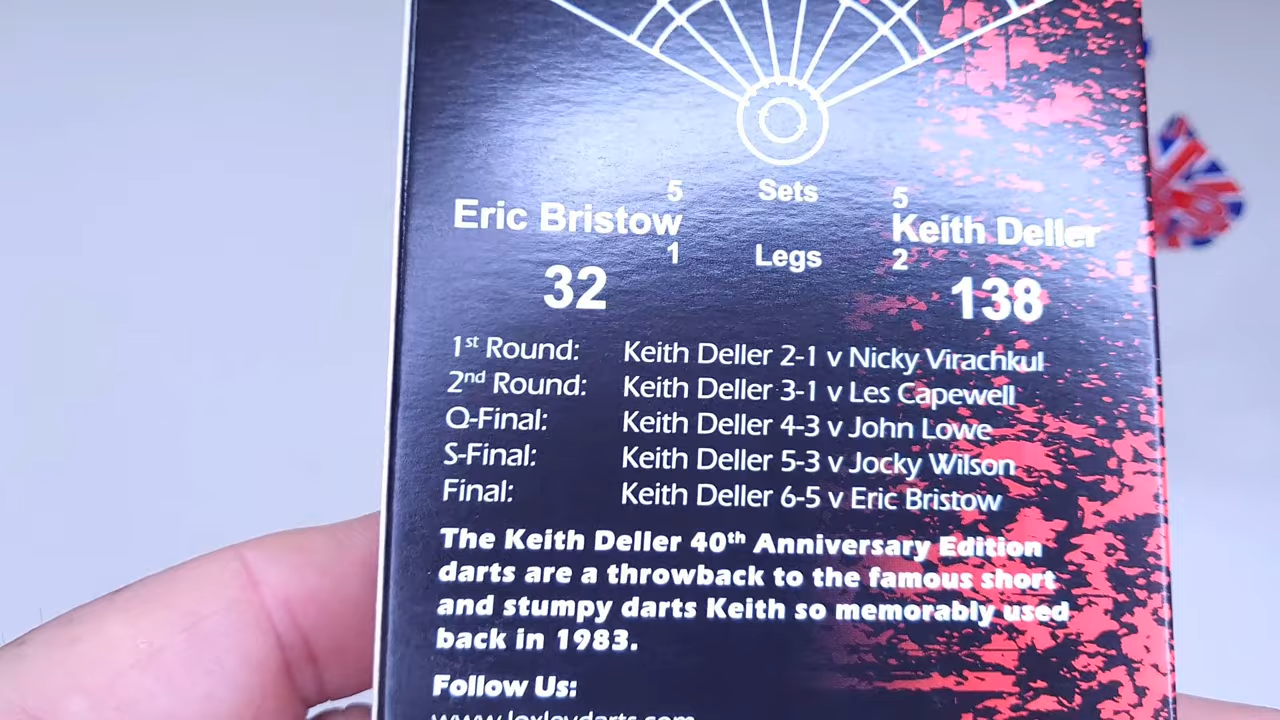 5 Sets 5
Eric Bristow Keith Deller
1 Legs 2
32 138
1st Round: Keith Deller 2-1 v Nicky Virachkul
2nd Round: Keith Deller 3-1 v Les Capewell
Q-Final: Keith Deller 4-3 v John Lowe
S-Final: Keith Deller 5-3 v Jocky Wilson
Final: Keith Deller 6-5 v Eric Bristow
The Keith Deller 40th Anniversary Edition
darts are a throwback to the famous short
and stumpy darts Keith so memorably used
back in 1983.
Follow Us:
www.loxleydarts.com